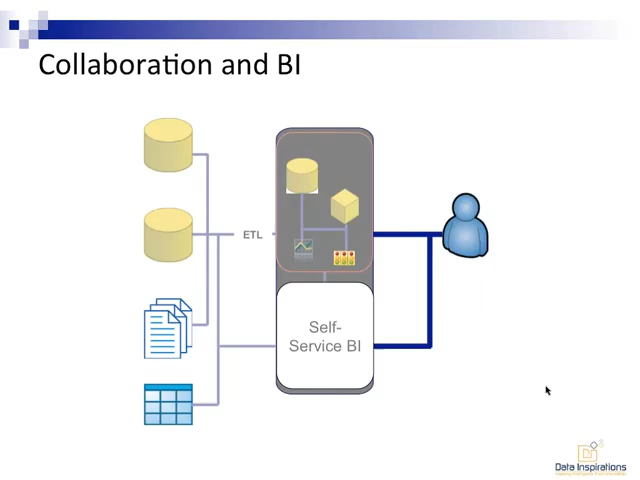 Collaboration and BI
ETL
Self-
Service BI
Data Inspirations